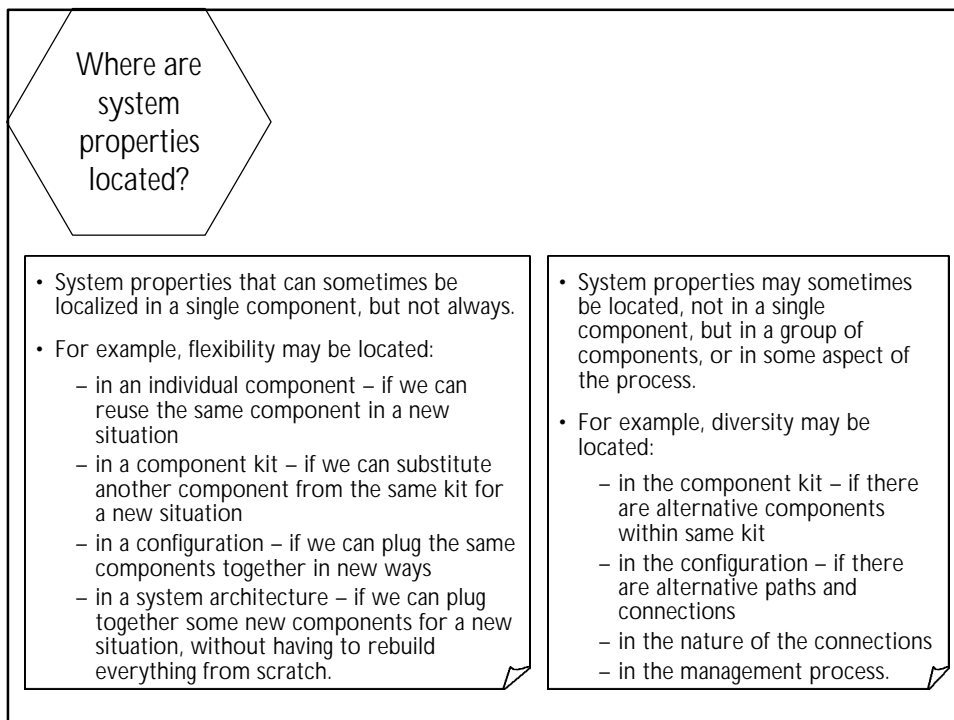 Where are
system
properties
located?
• System properties that can sometimes be
localized in a single component, but not always.
• For example, flexibility may be located:
– in an individual component – if we can
reuse the same component in a new
situation
– in a component kit – if we can substitute
another component from the same kit for
a new situation
– in a configuration – if we can plug the same
components together in new ways
– in a system architecture – if we can plug
together some new components for a new
situation, without having to rebuild
everything from scratch.
• System properties may sometimes
be located, not in a single
component, but in a group of
components, or in some aspect of
the process.
• For example, diversity may be
located:
– in the component kit – if there
are alternative components
within same kit
– in the configuration – if there
are alternative paths and
connections
– in the nature of the connections
– in the management process.